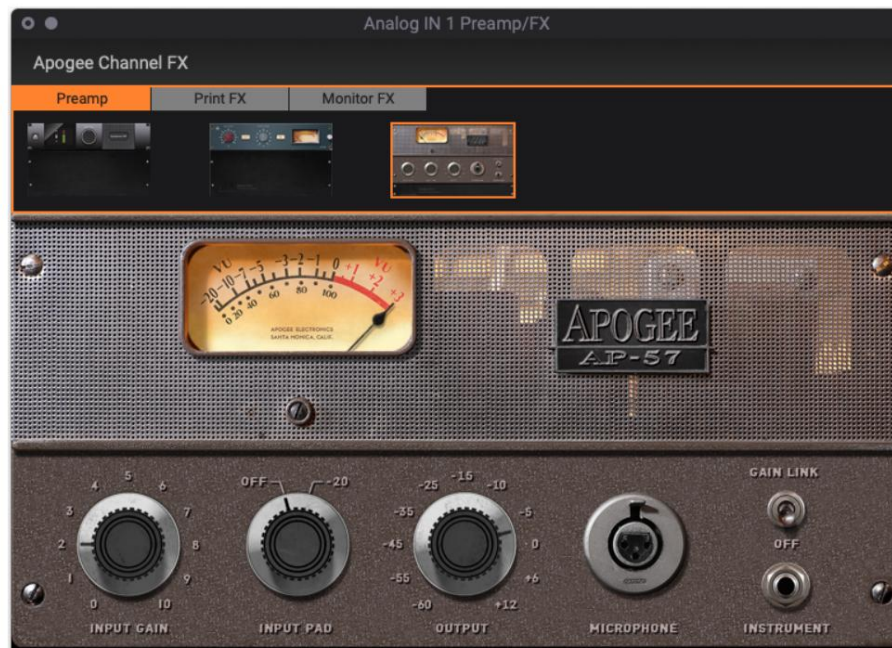 Analog IN 1 Preamp/FX
Apogee Channel FX
Preamp Print FX Monitor FX
VU VU
-20 -10 -7 -5 -3 -2 -1 0 +1 +2 +3
0 20 40 60 80 100
APOGEE ELECTRONICS
SANTA MONICA, CALIF.
APOGEE
AP-57
0 1 2 3 4 5 6 7 8 9 10
INPUT GAIN
OFF -20
INPUT PAD
-60 -55 -45 -35 -25 -15 -10 -5 0 +6 +12
OUTPUT
MICROPHONE
GAIN LINK
OFF
INSTRUMENT